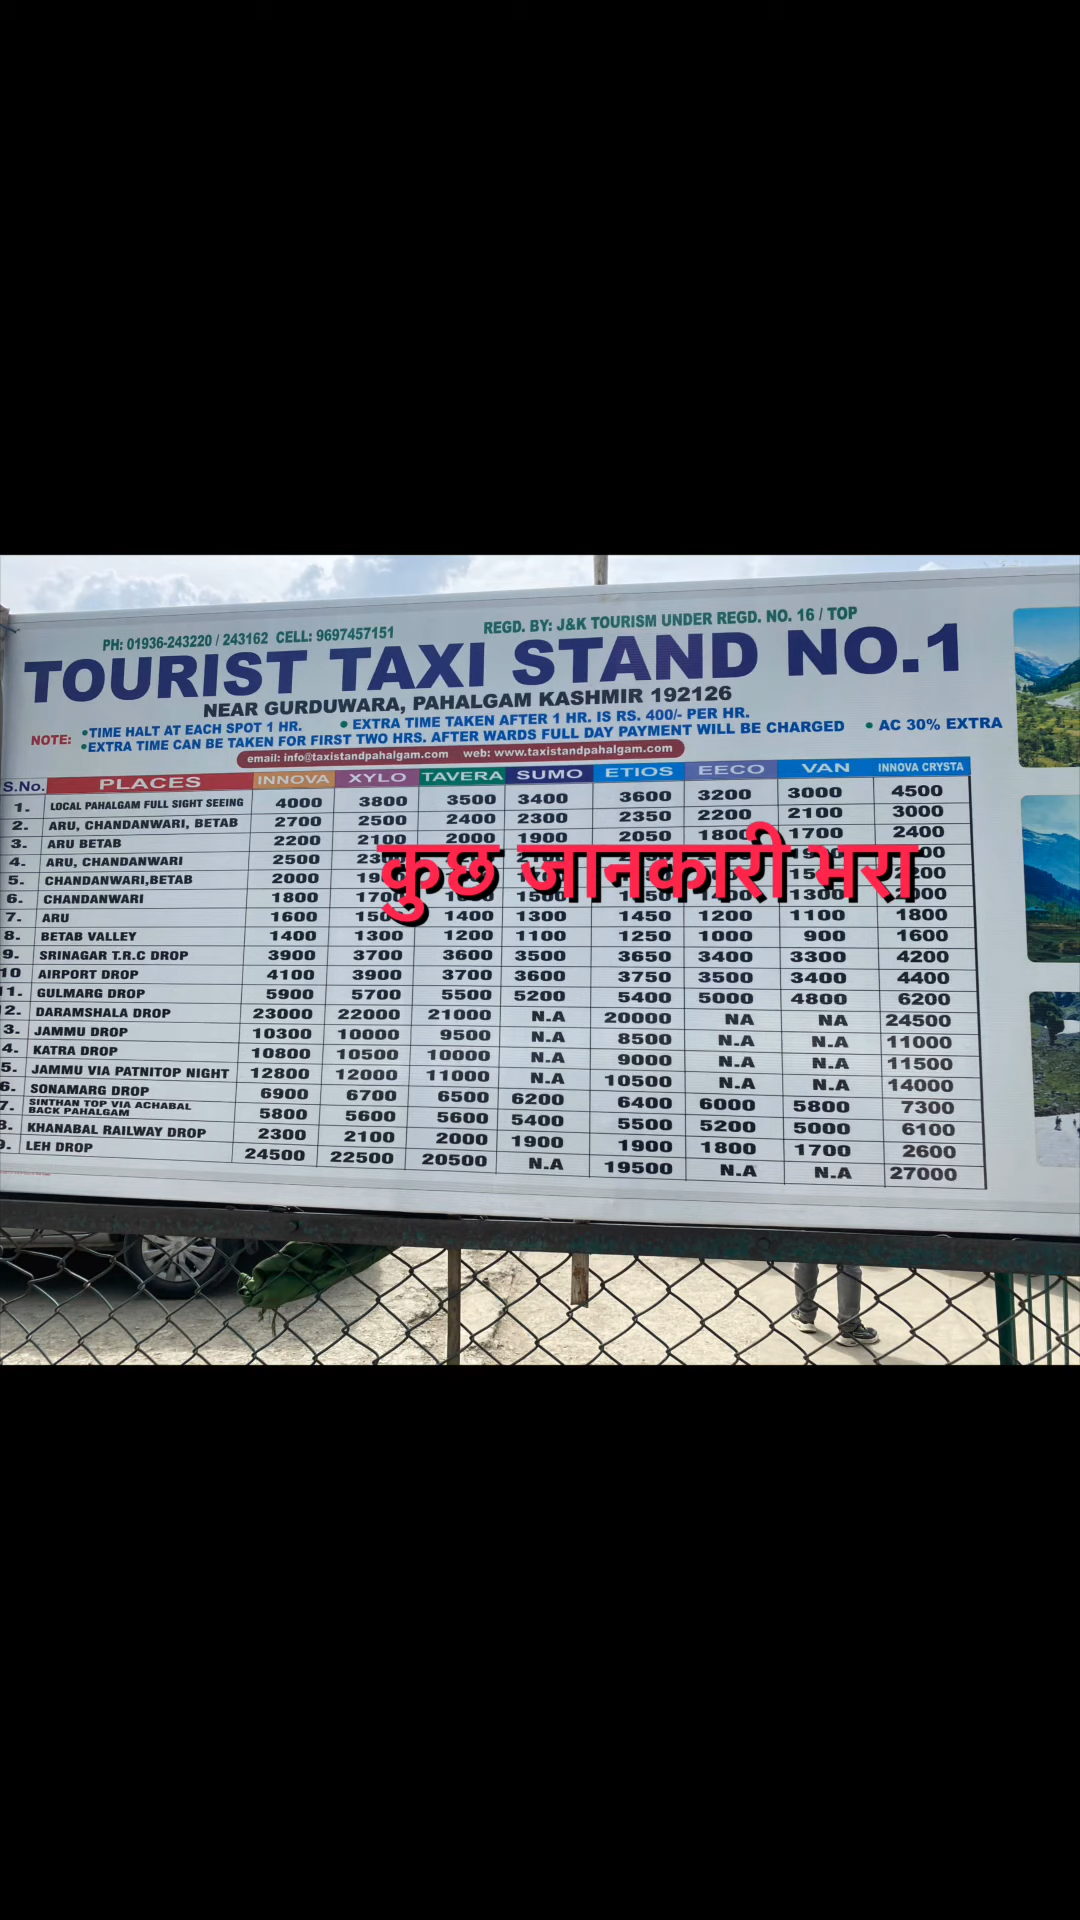 PH: 01936-243220 / 243162 CELL: 9697457151 REGD. BY: J&K TOURISM UNDER REGD. NO. 16 / TOP
TOURIST TAXI STAND NO.1
NEAR GURDUWARA, PAHALGAM KASHMIR 192126
NOTE: •TIME HALT AT EACH SPOT 1 HR. • EXTRA TIME TAKEN AFTER 1 HR. IS RS. 400/- PER HR.
•EXTRA TIME CAN BE TAKEN FOR FIRST TWO HRS. AFTER WARDS FULL DAY PAYMENT WILL BE CHARGED • AC 30% EXTRA
email: info@taxistandpahalgam.com web: www.taxistandpahalgam.com
S.No. PLACES INNOVA XYLO TAVERA SUMO ETIOS EECO VAN INNOVA CRYSTA
1. LOCAL PAHALGAM FULL SIGHT SEEING 4000 3800 3500 3400 3600 3200 3000 4500
2. ARU, CHANDANWARI, BETAB 2700 2500 2400 2300 2350 2200 2100 3000
3. ARU BETAB 2200 2100 2000 1900 2050 1800 1700 2400
4. ARU, CHANDANWARI 2500
5. CHANDANWARI,BETAB 2000
6. CHANDANWARI 1800 1700 1500 1300
कुछ जानकारी भरा
7. ARU 1600 1500 1400 1300 1450 1200 1100 1800
8. BETAB VALLEY 1400 1300 1200 1100 1250 1000 900 1600
9. SRINAGAR T.R.C DROP 3900 3700 3600 3500 3650 3400 3300 4200
10 AIRPORT DROP 4100 3900 3700 3600 3750 3500 3400 4400
11. GULMARG DROP 5900 5700 5500 5200 5400 5000 4800 6200
2. DARAMSHALA DROP 23000 22000 21000 N.A 20000 NA NA 24500
3. JAMMU DROP 10300 10000 9500 N.A 8500 N.A N.A 11000
4. KATRA DROP 10800 10500 10000 N.A 9000 N.A N.A 11500
5. JAMMU VIA PATNITOP NIGHT 12800 12000 11000 N.A 10500 N.A N.A 14000
6. SONAMARG DROP 6900 6700 6500 6200 6400 6000 5800 7300
7. SINTHAN TOP VIA ACHABAL BACK PAHALGAM 5800 5600 5600 5400 5500 5200 5000 6100
8. KHANABAL RAILWAY DROP 2300 2100 2000 1900 1900 1800 1700 2600
9. LEH DROP 24500 22500 20500 N.A 19500 N.A N.A 27000